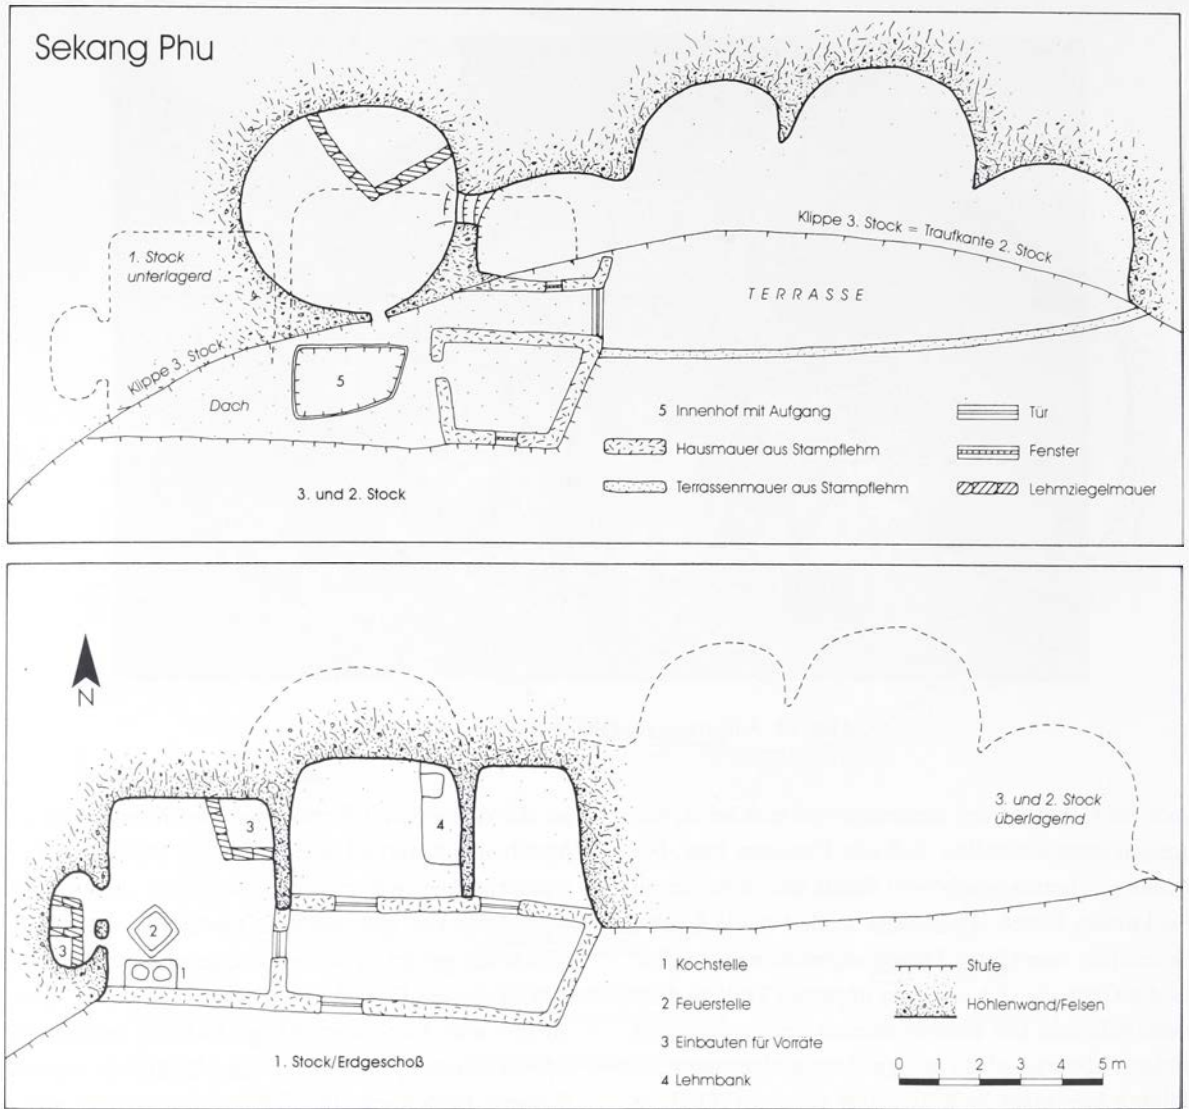 Sekang Phu
1. Stock
unterlagerd
Klippe 3. Stock = Traufkante 2. Stock
TERRASSE
Klippe 3. Stock
5
Dach
5 Innenhof mit Aufgang
Hausmauer aus Stampflehm
Terrassenmauer aus Stampflehm
Tür
Fenster
Lehmziegelmauer
3. und 2. Stock
N
3
4
3. und 2. Stock
überlagernd
2
3
1
1 Kochstelle
2 Feuerstelle
3 Einbauten für Vorräte
4 Lehmbank
Stufe
Höhlenwand/Felsen
0 1 2 3 4 5 m
1. Stock/Erdgeschoß